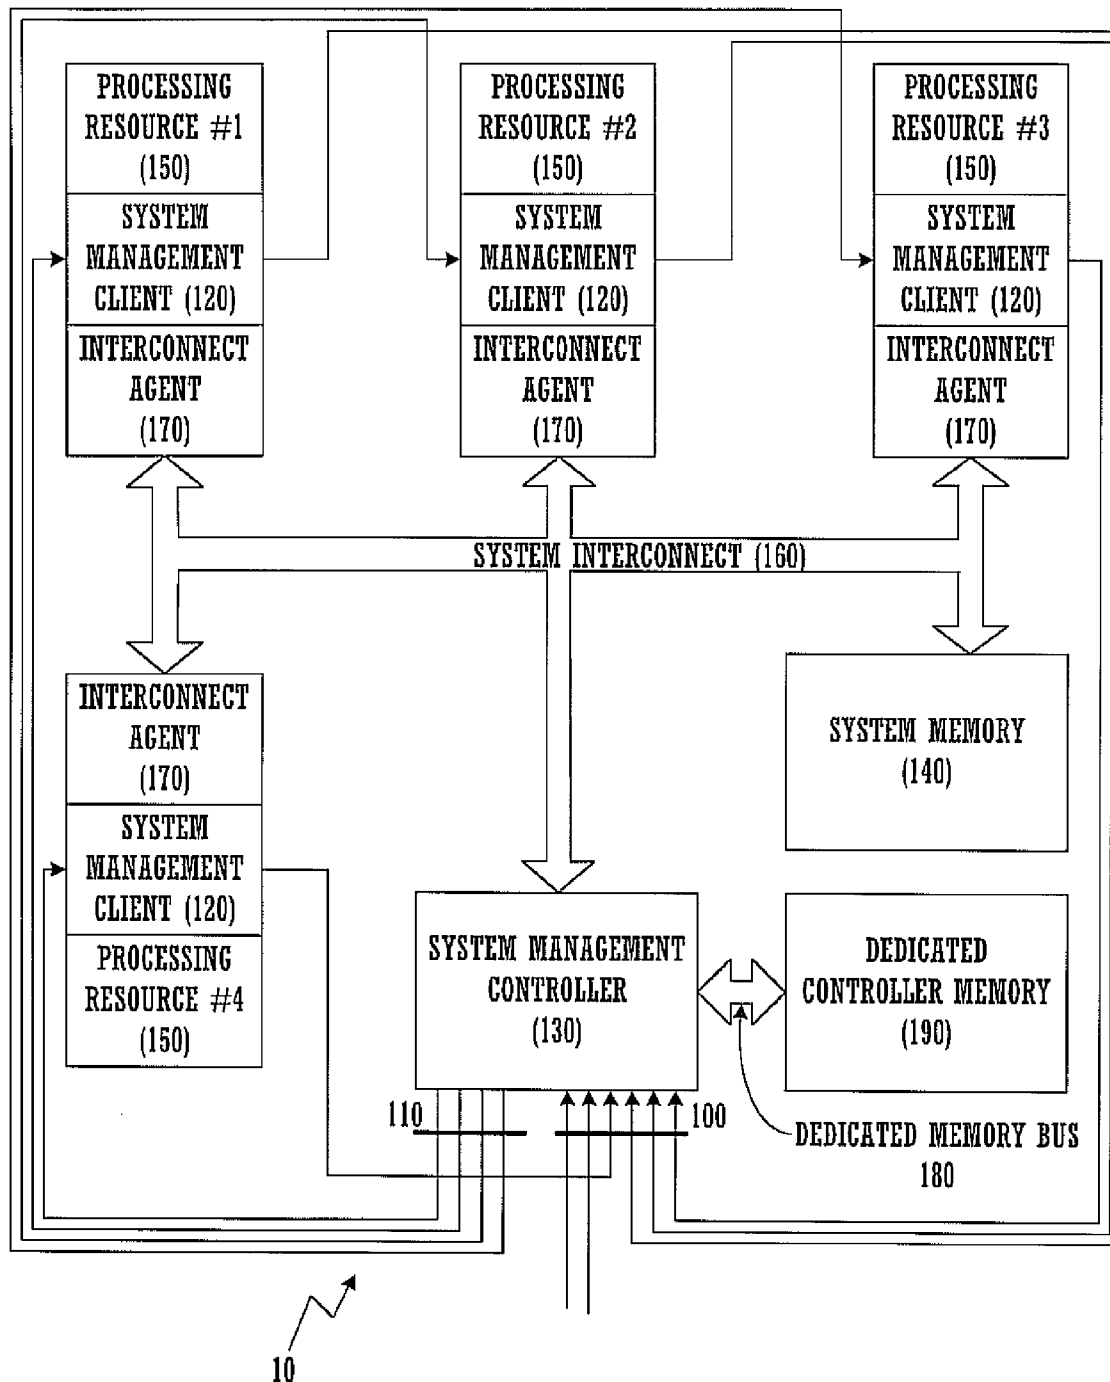 PROCESSING
RESOURCE #1
(150)
SYSTEM
MANAGEMENT
CLIENT (120)
INTERCONNECT
AGENT
(170)
PROCESSING
RESOURCE #2
(150)
SYSTEM
MANAGEMENT
CLIENT (120)
INTERCONNECT
AGENT
(170)
PROCESSING
RESOURCE #3
(150)
SYSTEM
MANAGEMENT
CLIENT (120)
INTERCONNECT
AGENT
(170)
SYSTEM INTERCONNECT (160)
INTERCONNECT
AGENT
(170)
SYSTEM
MANAGEMENT
CLIENT (120)
PROCESSING
RESOURCE #4
(150)
SYSTEM MEMORY
(140)
SYSTEM MANAGEMENT
CONTROLLER
(130)
DEDICATED
CONTROLLER MEMORY
(190)
110
100
DEDICATED MEMORY BUS
180
10